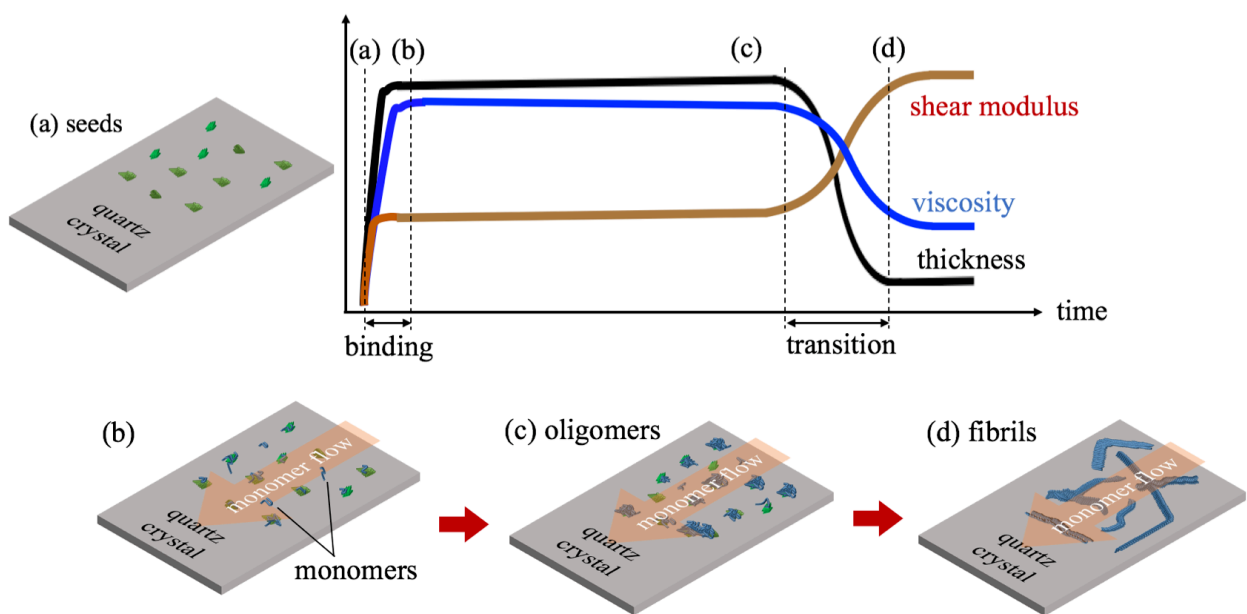 (a) (b) (c) (d)
(a) seeds
quartz
crystal
shear modulus
viscosity
thickness
time
binding
transition
(b)
monomer flow
quartz
crystal
monomers
(c) oligomers
monomer flow
quartz
crystal
(d) fibrils
monomer flow
quartz
crystal